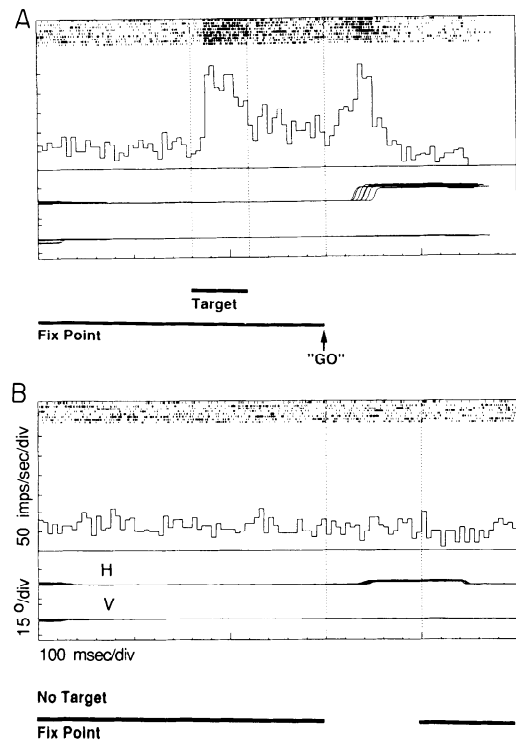 A
Target
Fix Point
"GO"
B
50 imps/sec/div
H
V
15 º/div
100 msec/div
No Target
Fix Point